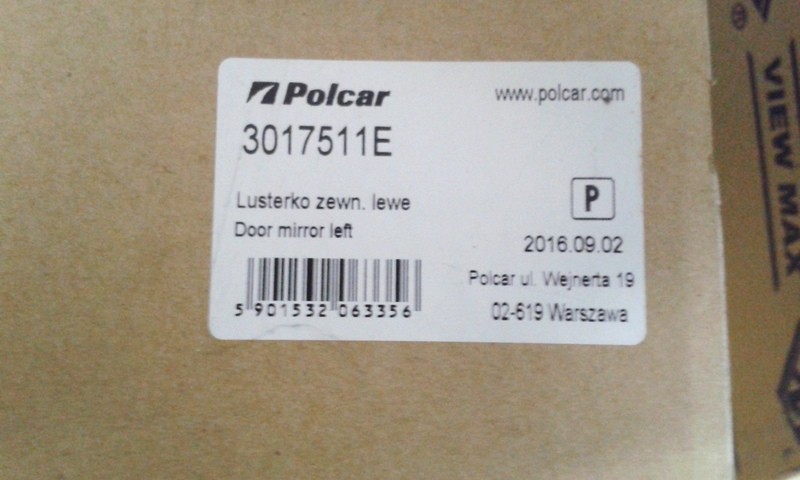 Polcar
www.polcar.com
3017511E
Lusterko zewn. lewe
Door mirror left
P
2016.09.02
Polcar ul. Wejnerta 19
02-619 Warszawa
5 901532 063356
®
VIEW MAX